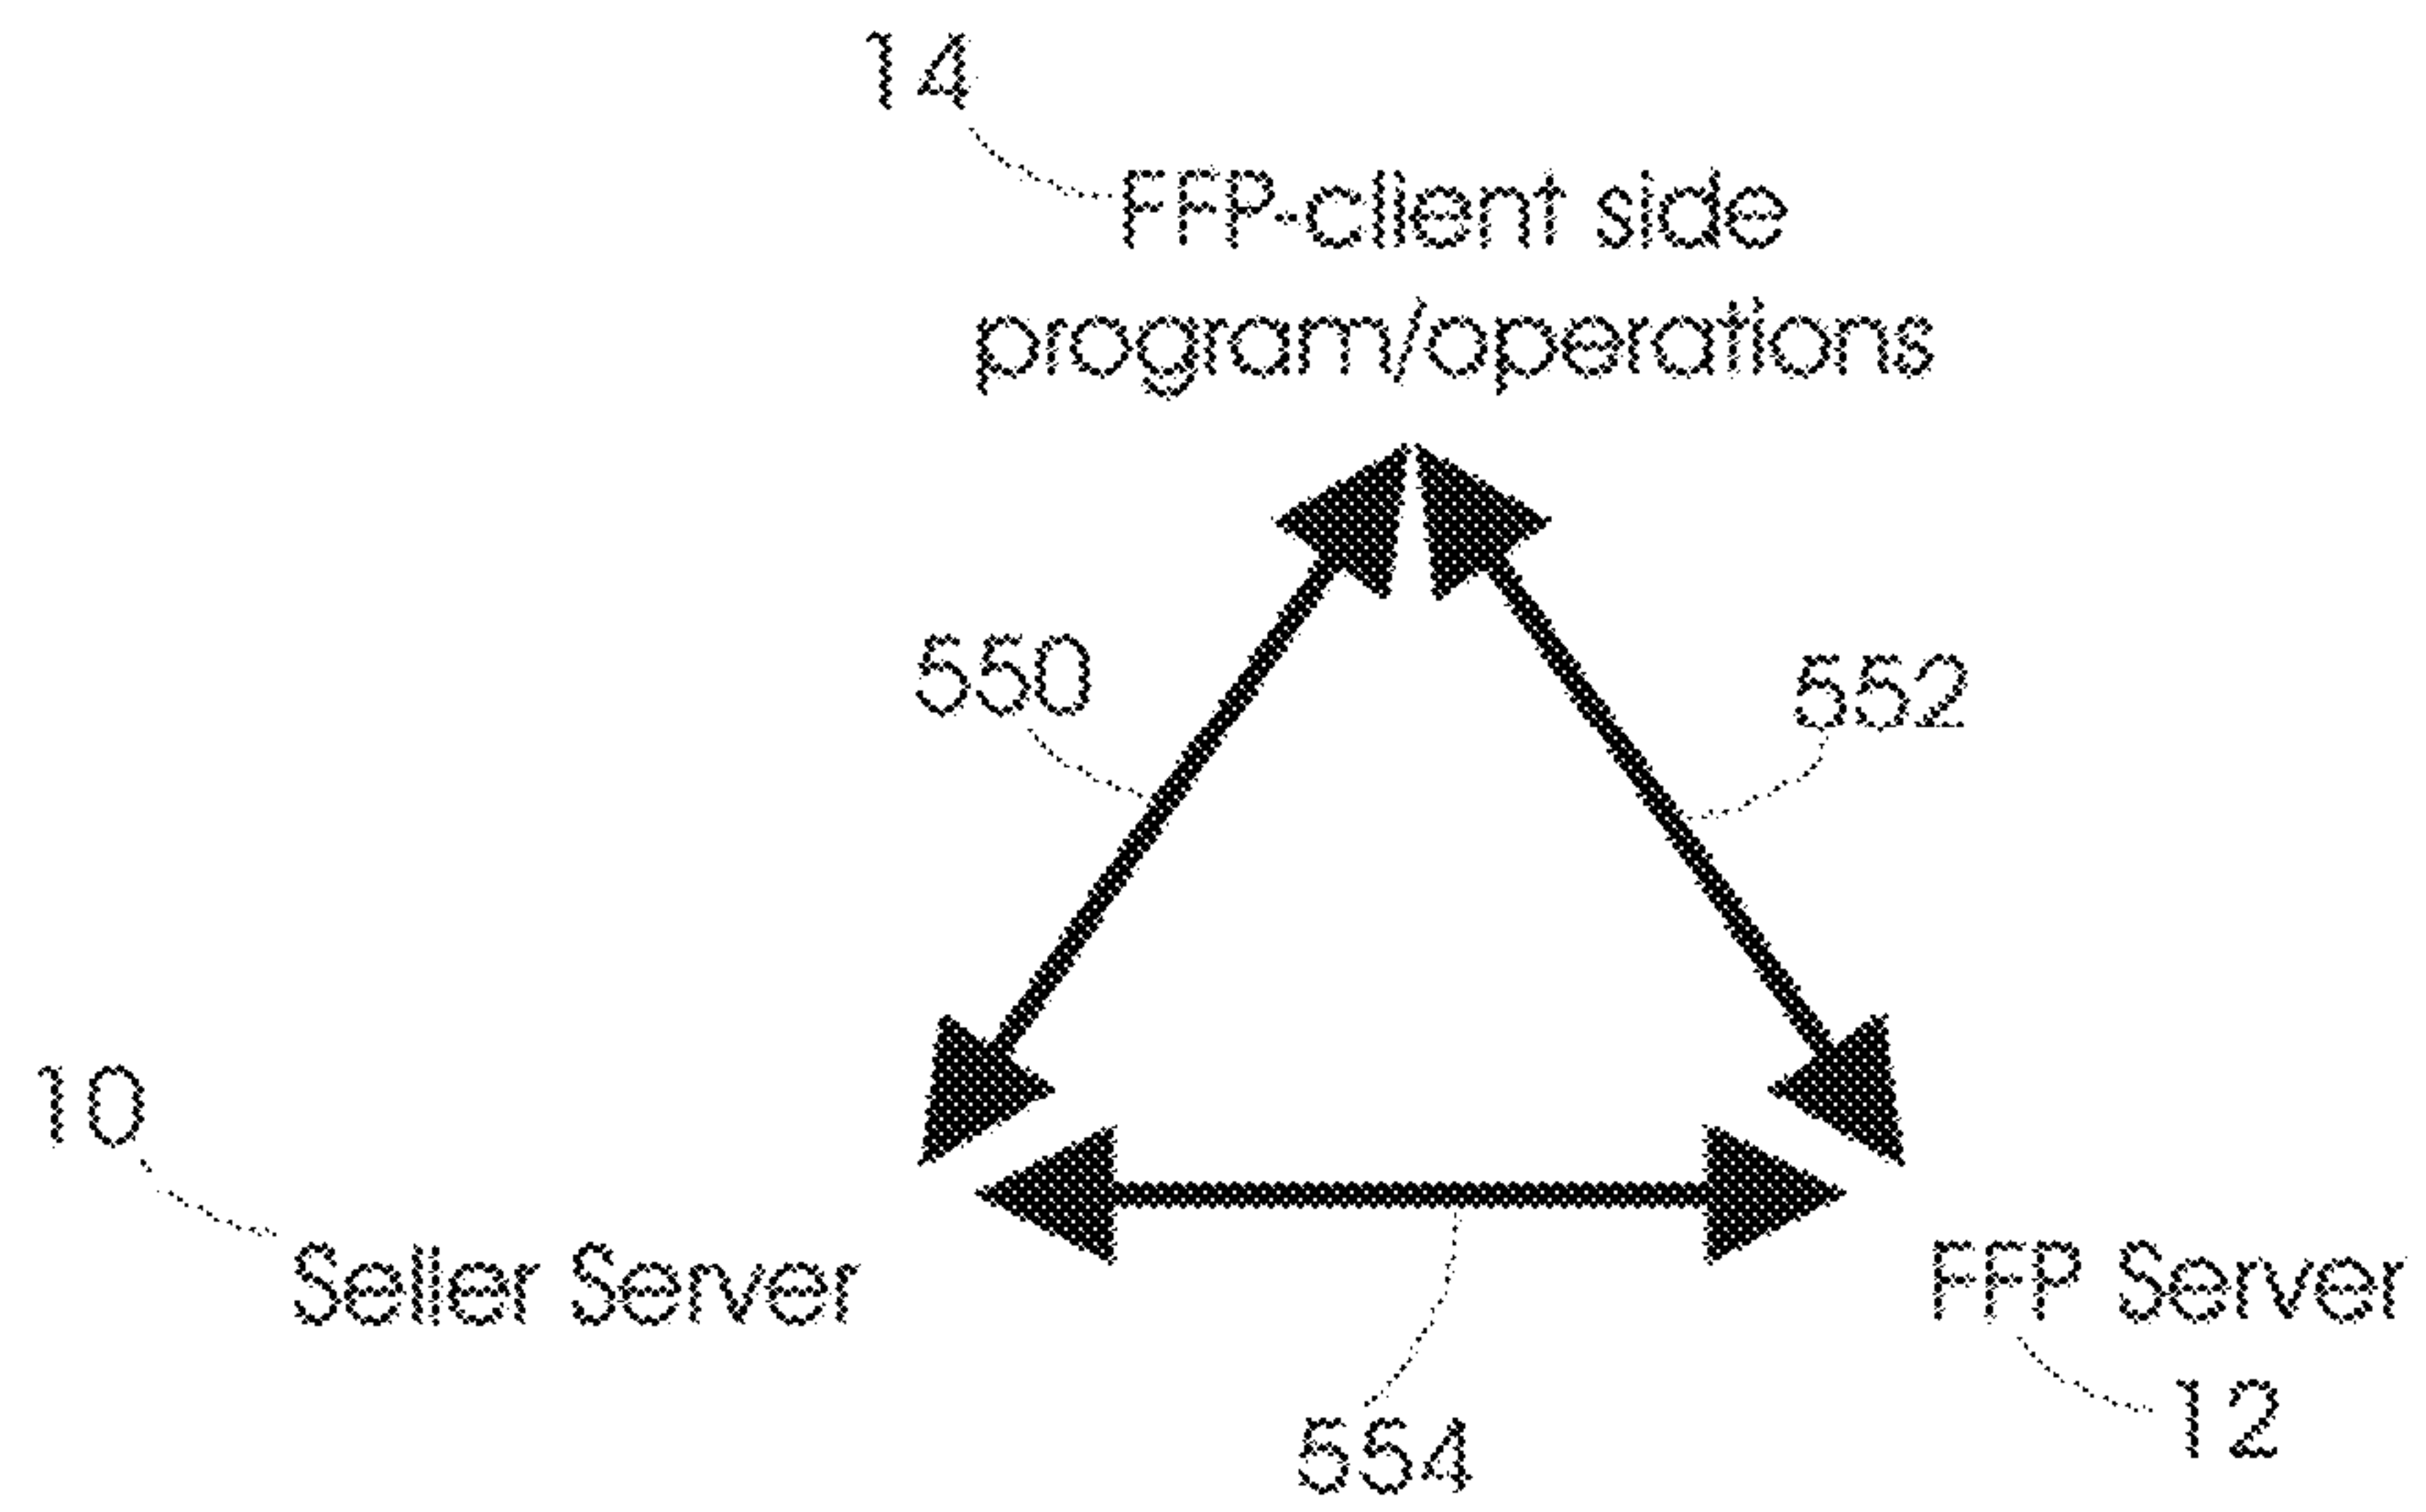 14
FFP-client side
program/operations
550
552
10
Seller Server
FFP Server
12
554